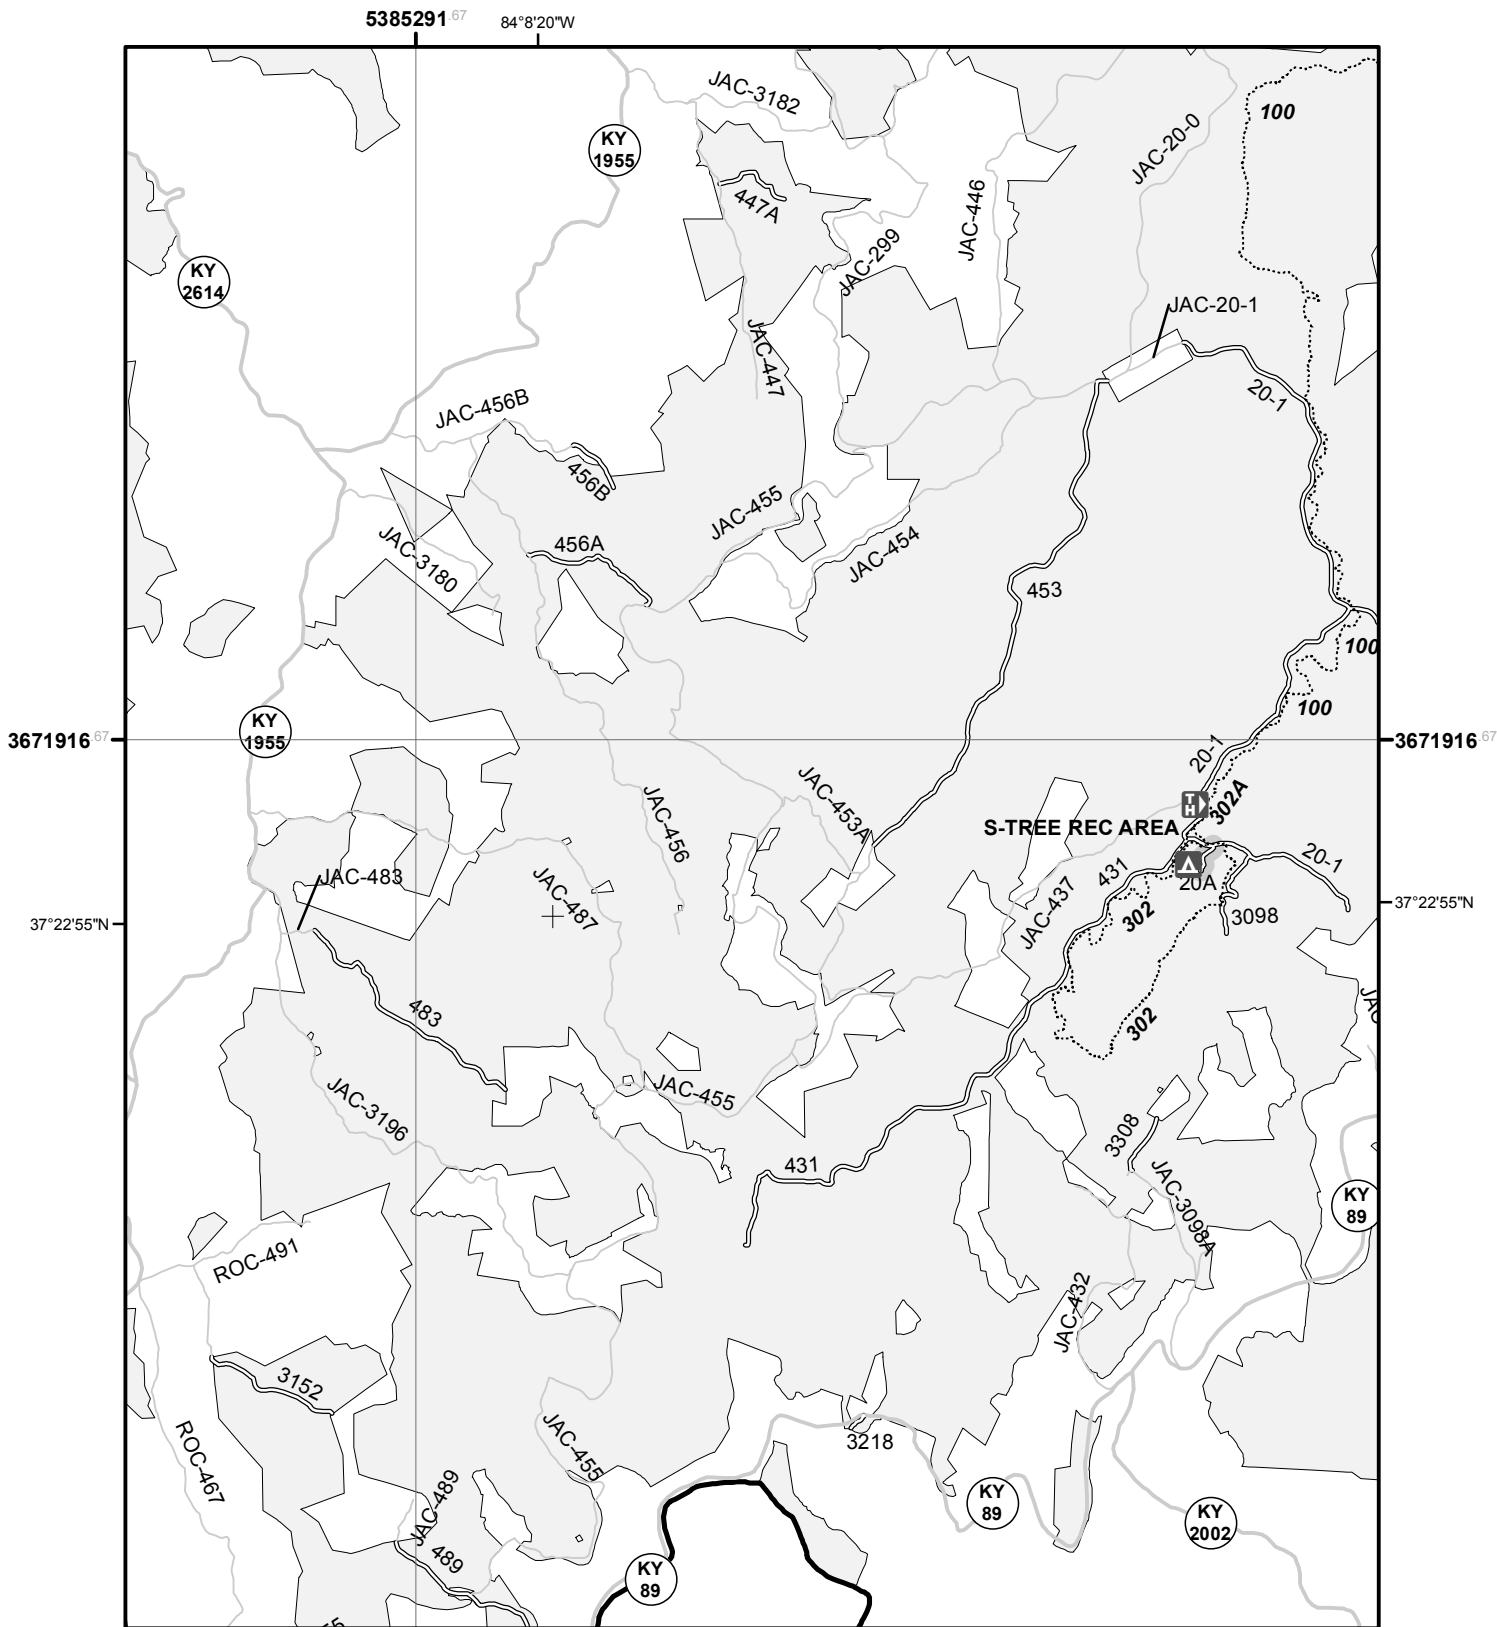 5385291.67
84°8'20"W
JAC-3182
100
KY
1955
JAC-20-0
447A
JAC-446
JAC-299
KY
2614
JAC-20-1
JAC-447
20-1
JAC-456B
456B
JAC-455
JAC-454
JAC-3180
456A
453
100
100
KY
1955
3671916.67
3671916.67
20-1
JAC-453A
JAC-456
T
H
302A
S-TREE REC AREA
20-1
431
JAC-483
20A
JAC-487
JAC-437
302
3098
37°22'55"N
37°22'55"N
483
302
JAC-455
JAC-3196
3308
431
JAC-3098A
KY
89
ROC-491
JAC-432
3152
JAC-455
ROC-467
3218
JAC-489
KY
89
KY
2002
489
KY
89